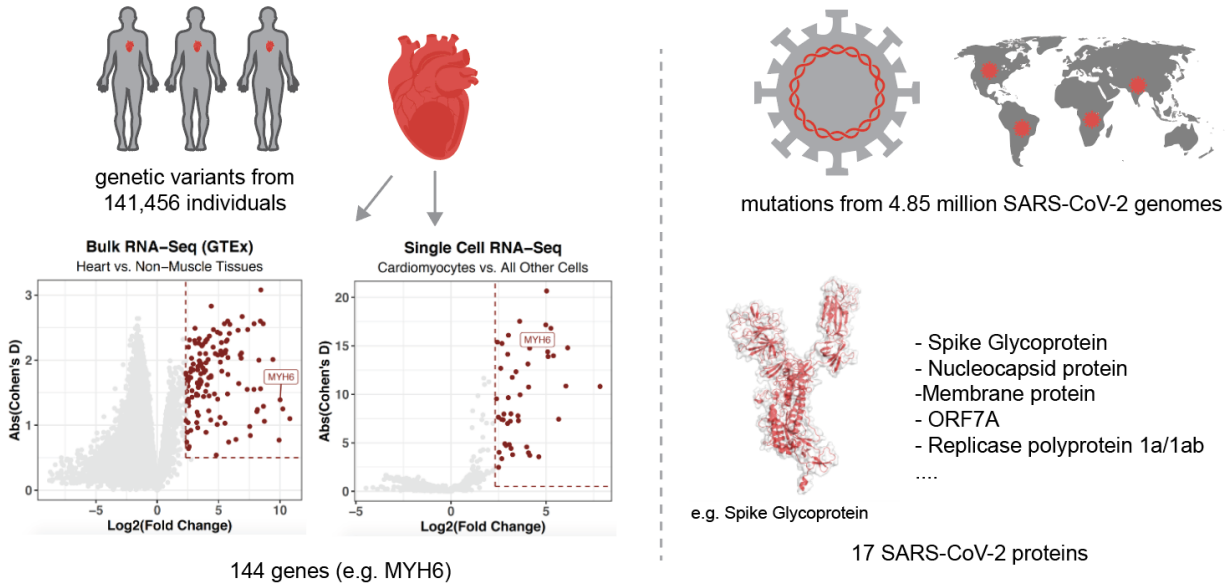 genetic variants from
141,456 individuals
Bulk RNA−Seq (GTEx)
Heart vs. Non−Muscle Tissues
Abs(Cohen's D)
3
2
1
0
MYH6
−5
0
5
10
Log2(Fold Change)
Single Cell RNA−Seq
Cardiomyocytes vs. All Other Cells
Abs(Cohen's D)
20
15
10
5
0
MYH6
0
5
Log2(Fold Change)
144 genes (e.g. MYH6)
mutations from 4.85 million SARS-CoV-2 genomes
- Spike Glycoprotein
- Nucleocapsid protein
-Membrane protein
- ORF7A
- Replicase polyprotein 1a/1ab
....
e.g. Spike Glycoprotein
17 SARS-CoV-2 proteins